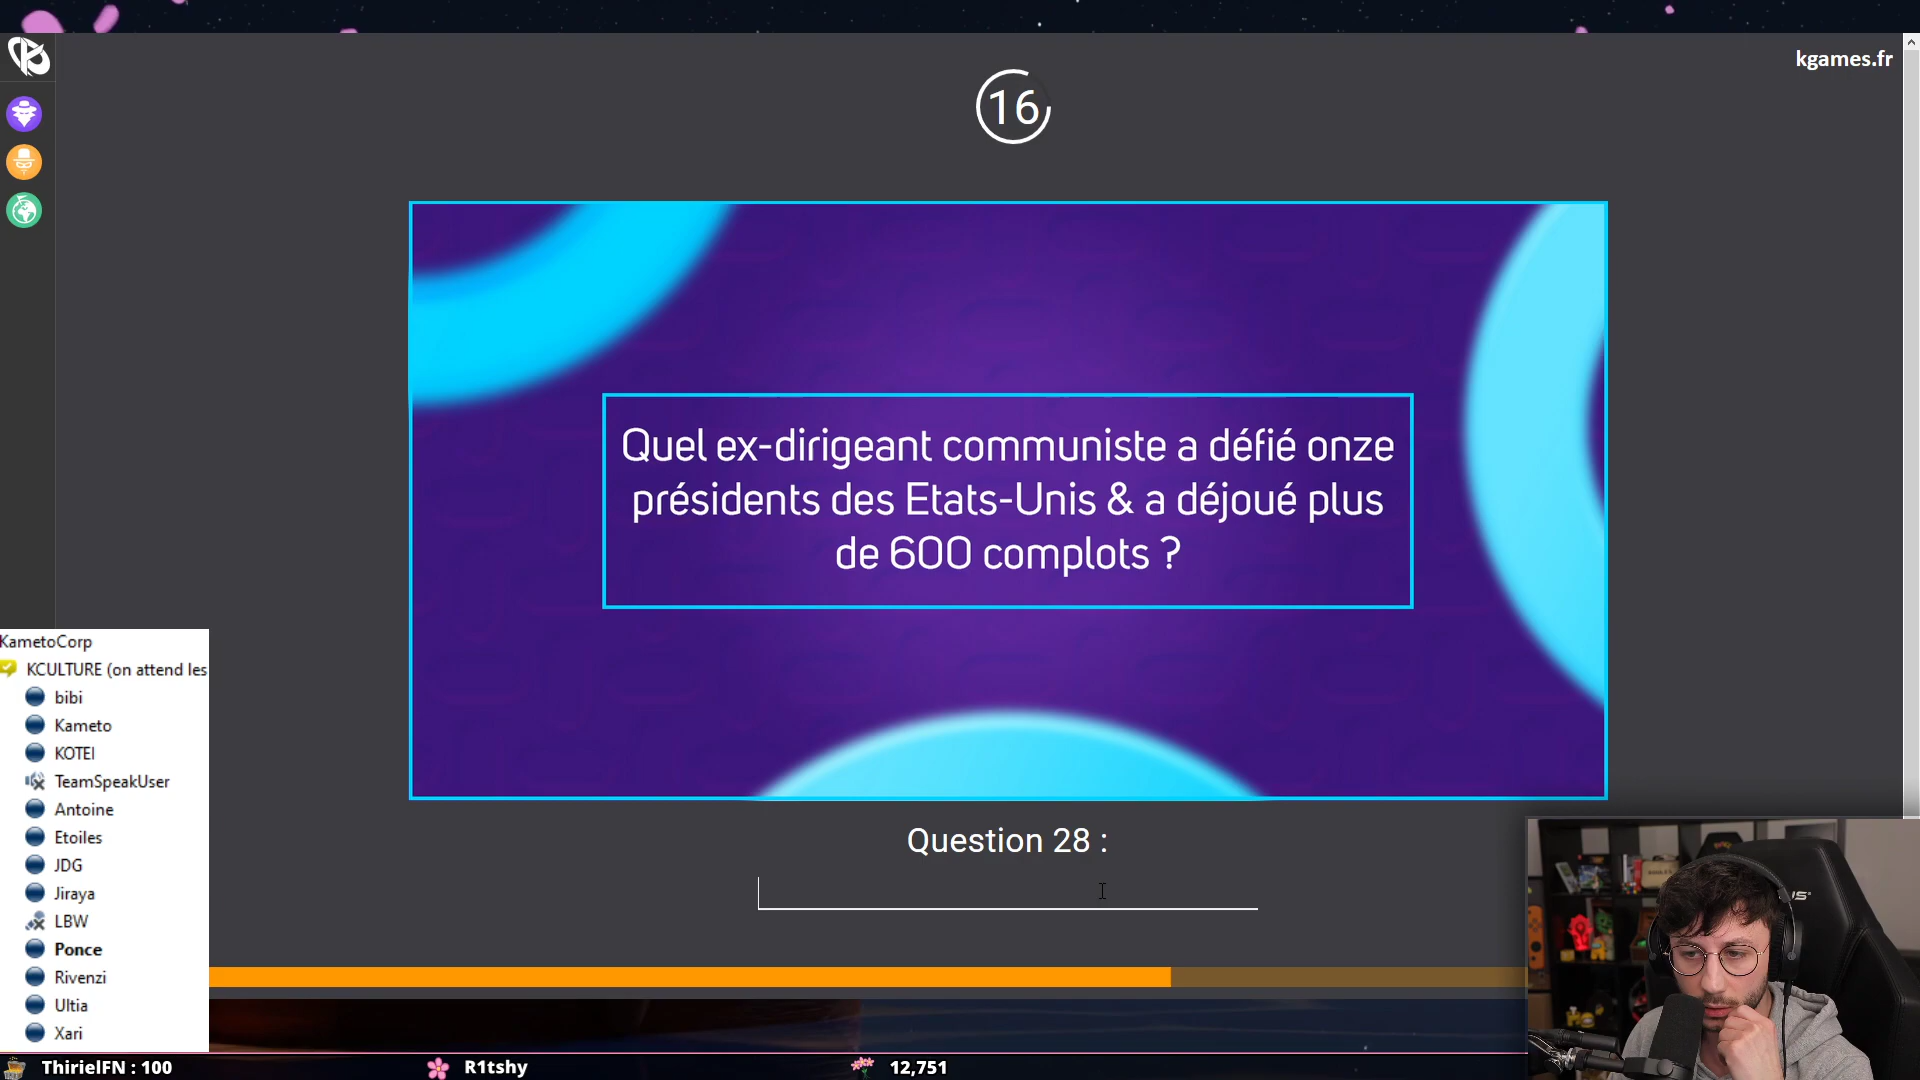 kgames.fr
16
Quel ex-dirigeant communiste a défié onze
présidents des Etats-Unis & a déjoué plus
de 600 complots ?
Question 28 :
KametoCorp
KCULTURE (on attend les
bibi
Kameto
KOTEI
TeamSpeakUser
Antoine
Etoiles
JDG
Jiraya
LBW
Ponce
Rivenzi
Ultia
Xari
ThirielFN : 100
R1tshy
12,751